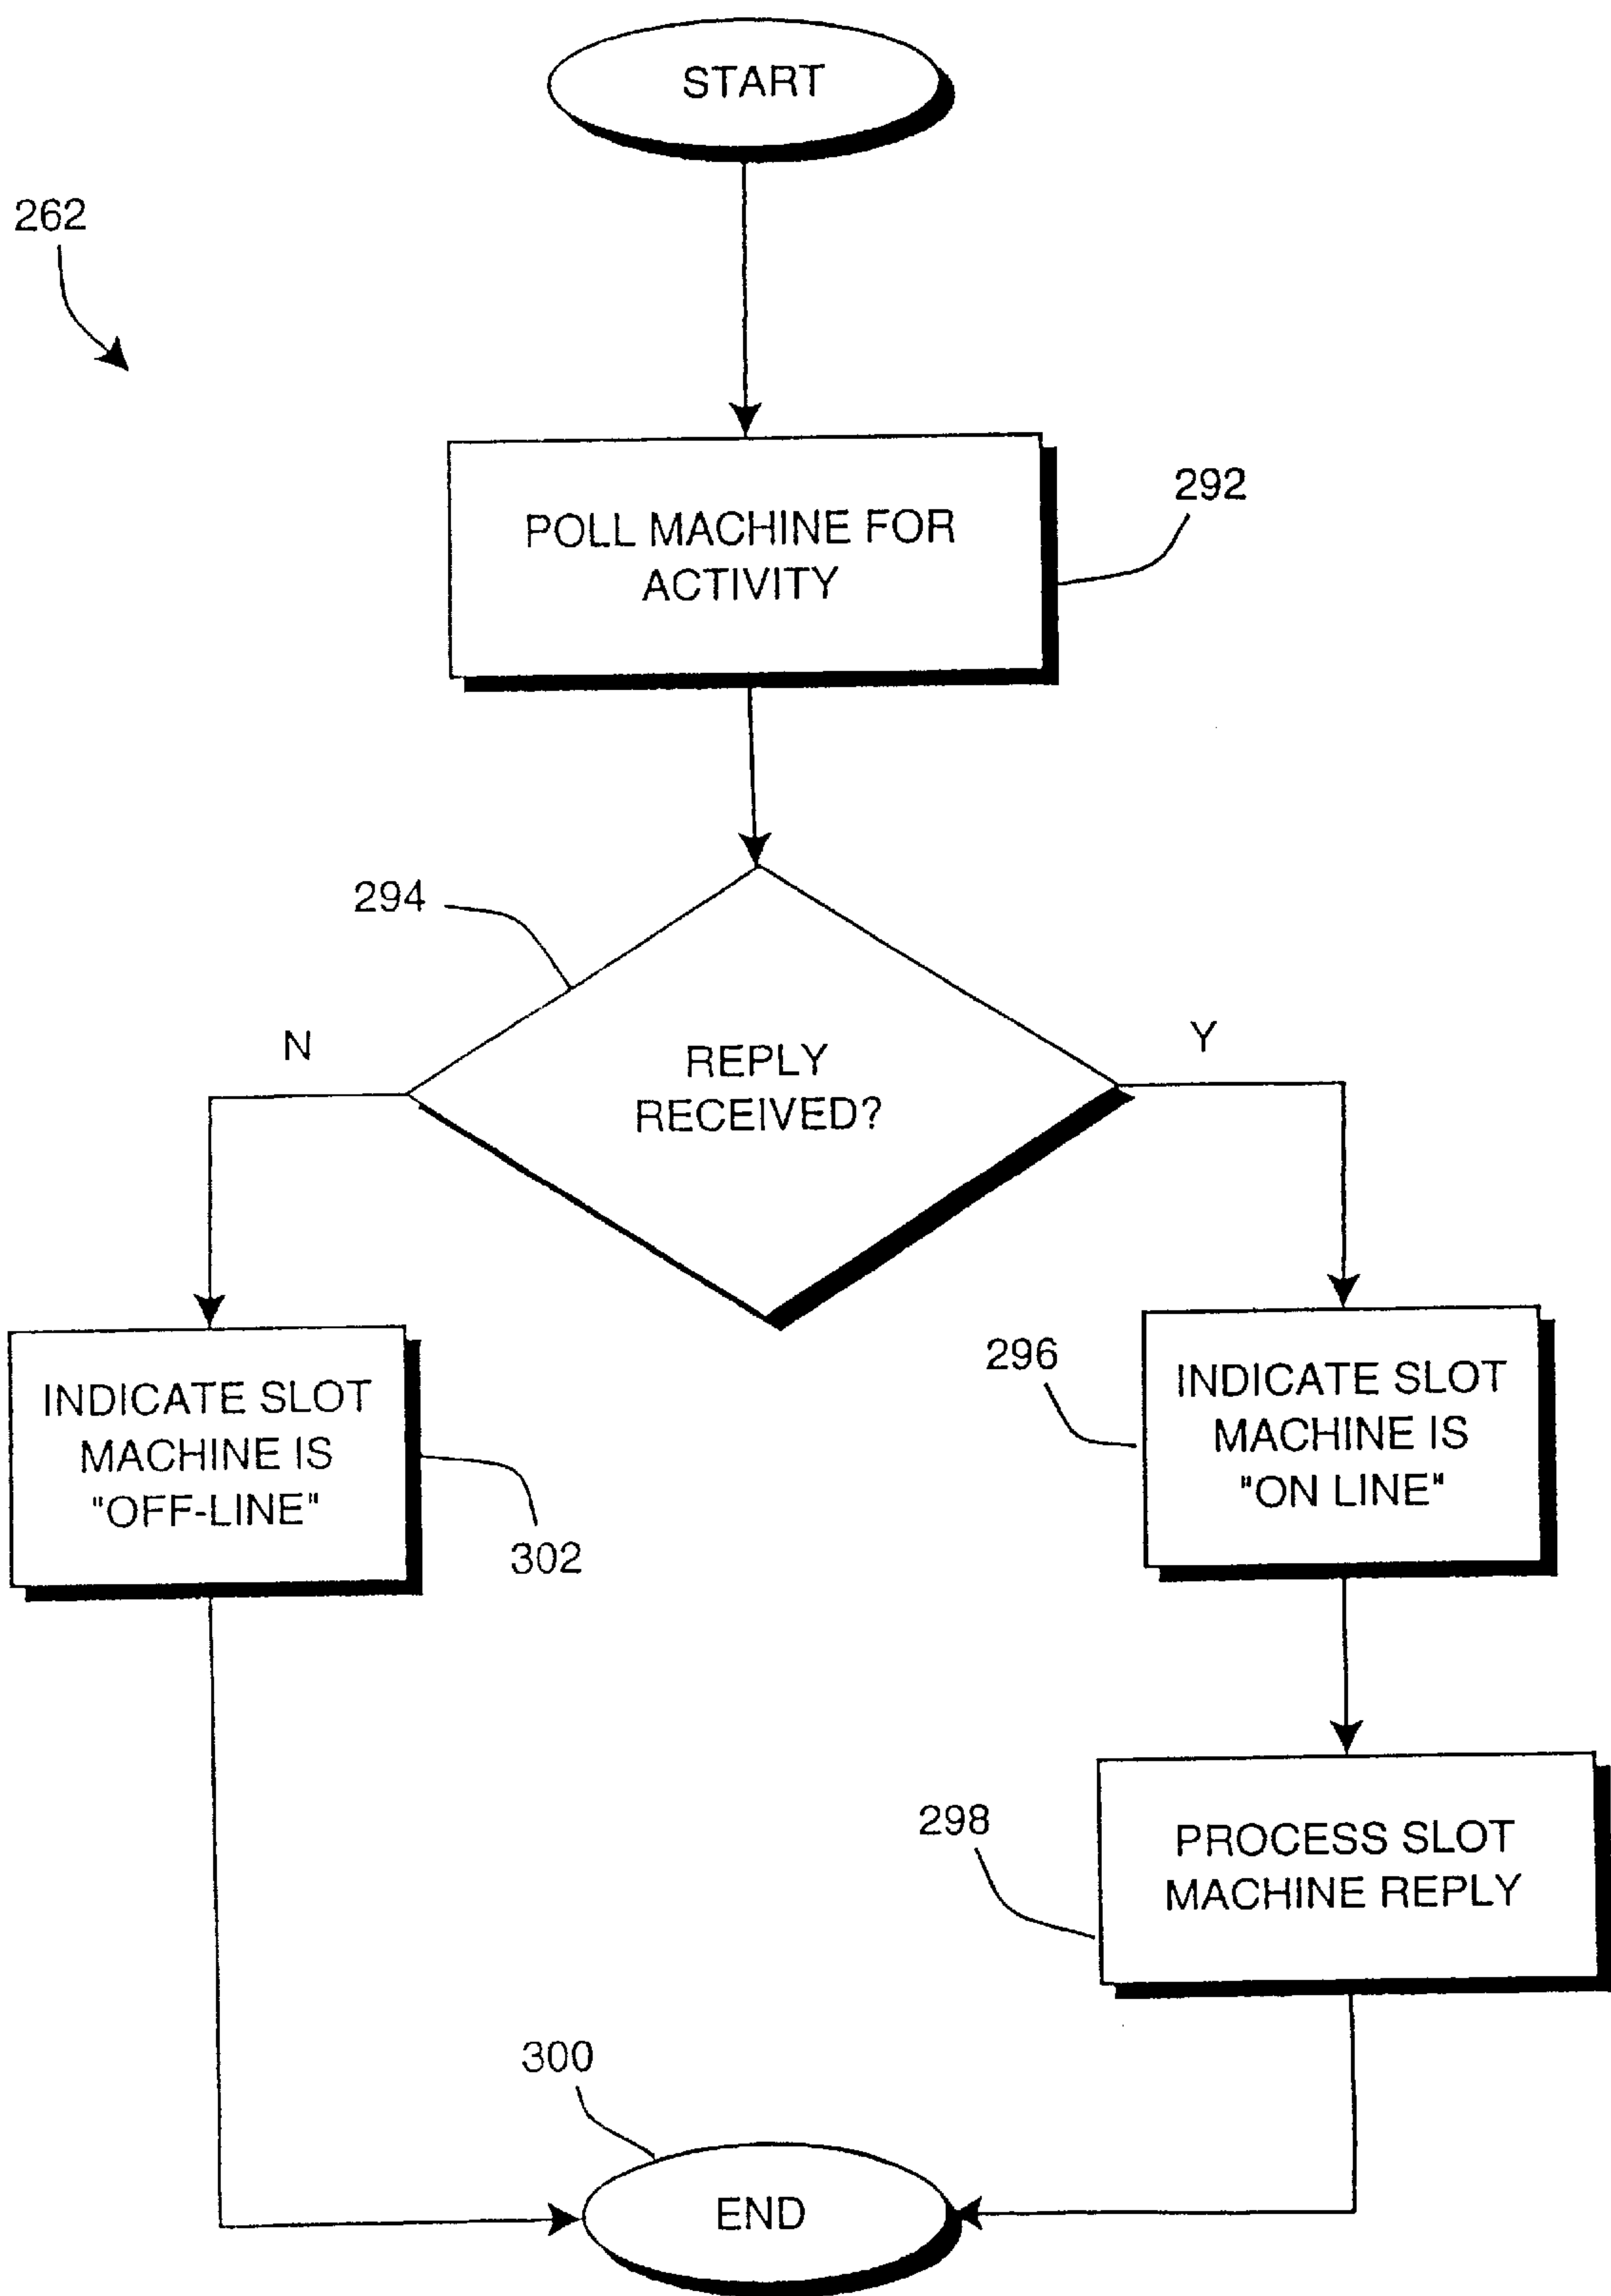 START
262
292
POLL MACHINE FOR
ACTIVITY
294
N
Y
REPLY
RECEIVED?
INDICATE SLOT
MACHINE IS
"OFF-LINE"
302
296
INDICATE SLOT
MACHINE IS
"ON LINE"
298
PROCESS SLOT
MACHINE REPLY
300
END